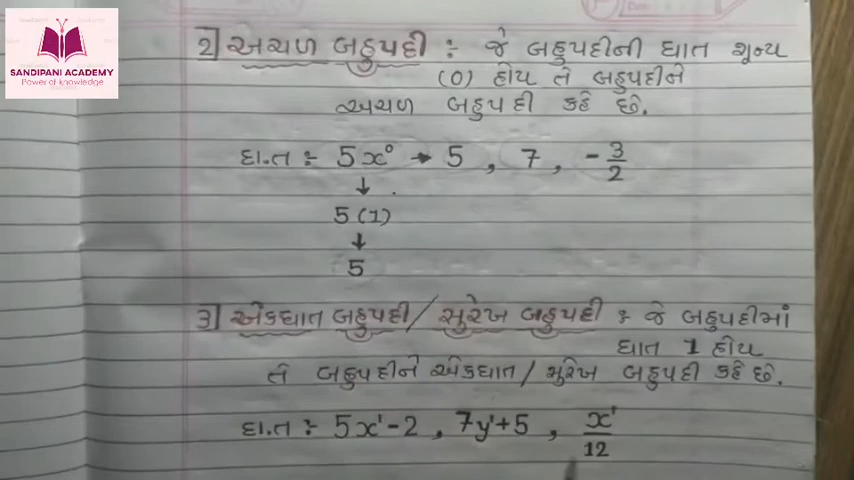 SANDIPANI ACADEMY
Power of knowledge
2] અચળ બહુપદી :- જે બહુપદીની ઘાત શૂન્ય
(0) હોય તે બહુપદીને
અચળ બહુપદી કહે છે.
દા.ત :- 5x⁰ → 5 , 7 , -3/2
↓
5(1)
↓
5
3] એકઘાત બહુપદી/સુરેખ બહુપદી :- જે બહુપદીમાં
ઘાત 1 હોય
તે બહુપદીને એકઘાત/સુરેખ બહુપદી કહે છે.
દા.ત :- 5x¹-2 , 7y¹+5 , x¹/12